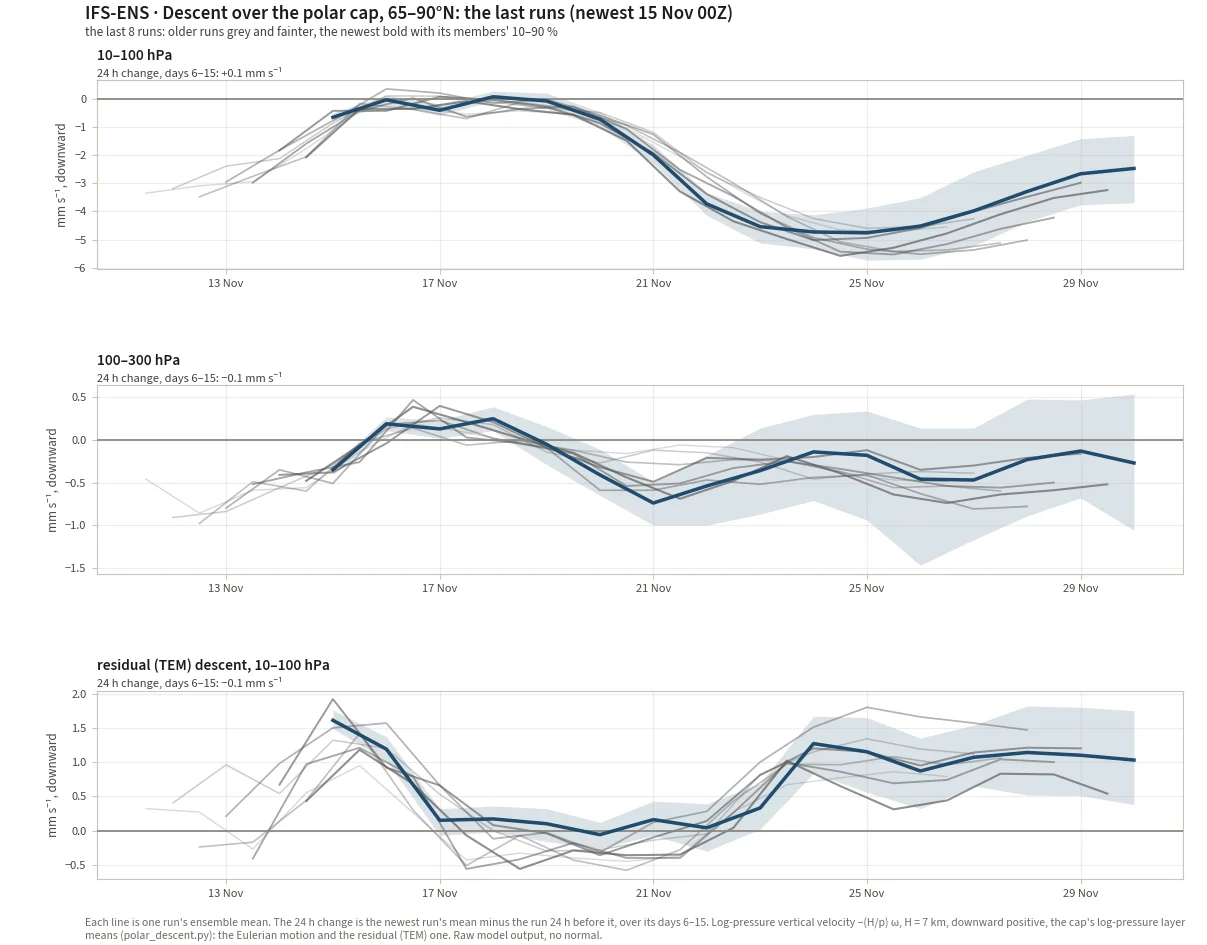 IFS-ENS · Descent over the polar cap, 65–90°N: the last runs (newest 15 Nov 00Z)
the last 8 runs: older runs grey and fainter, the newest bold with its members' 10–90 %
10–100 hPa
24 h change, days 6–15: +0.1 mm s⁻¹
mm s⁻¹, downward
0
−1
−2
−3
−4
−5
−6
13 Nov 17 Nov 21 Nov 25 Nov 29 Nov
100–300 hPa
24 h change, days 6–15: −0.1 mm s⁻¹
mm s⁻¹, downward
0.5
0.0
−0.5
−1.0
−1.5
13 Nov 17 Nov 21 Nov 25 Nov 29 Nov
residual (TEM) descent, 10–100 hPa
24 h change, days 6–15: −0.1 mm s⁻¹
mm s⁻¹, downward
2.0
1.5
1.0
0.5
0.0
−0.5
13 Nov 17 Nov 21 Nov 25 Nov 29 Nov
Each line is one run's ensemble mean. The 24 h change is the newest run's mean minus the run 24 h before it, over its days 6–15. Log-pressure vertical velocity −(H/p) ω, H = 7 km, downward positive, the cap's log-pressure layer
means (polar_descent.py): the Eulerian motion and the residual (TEM) one. Raw model output, no normal.